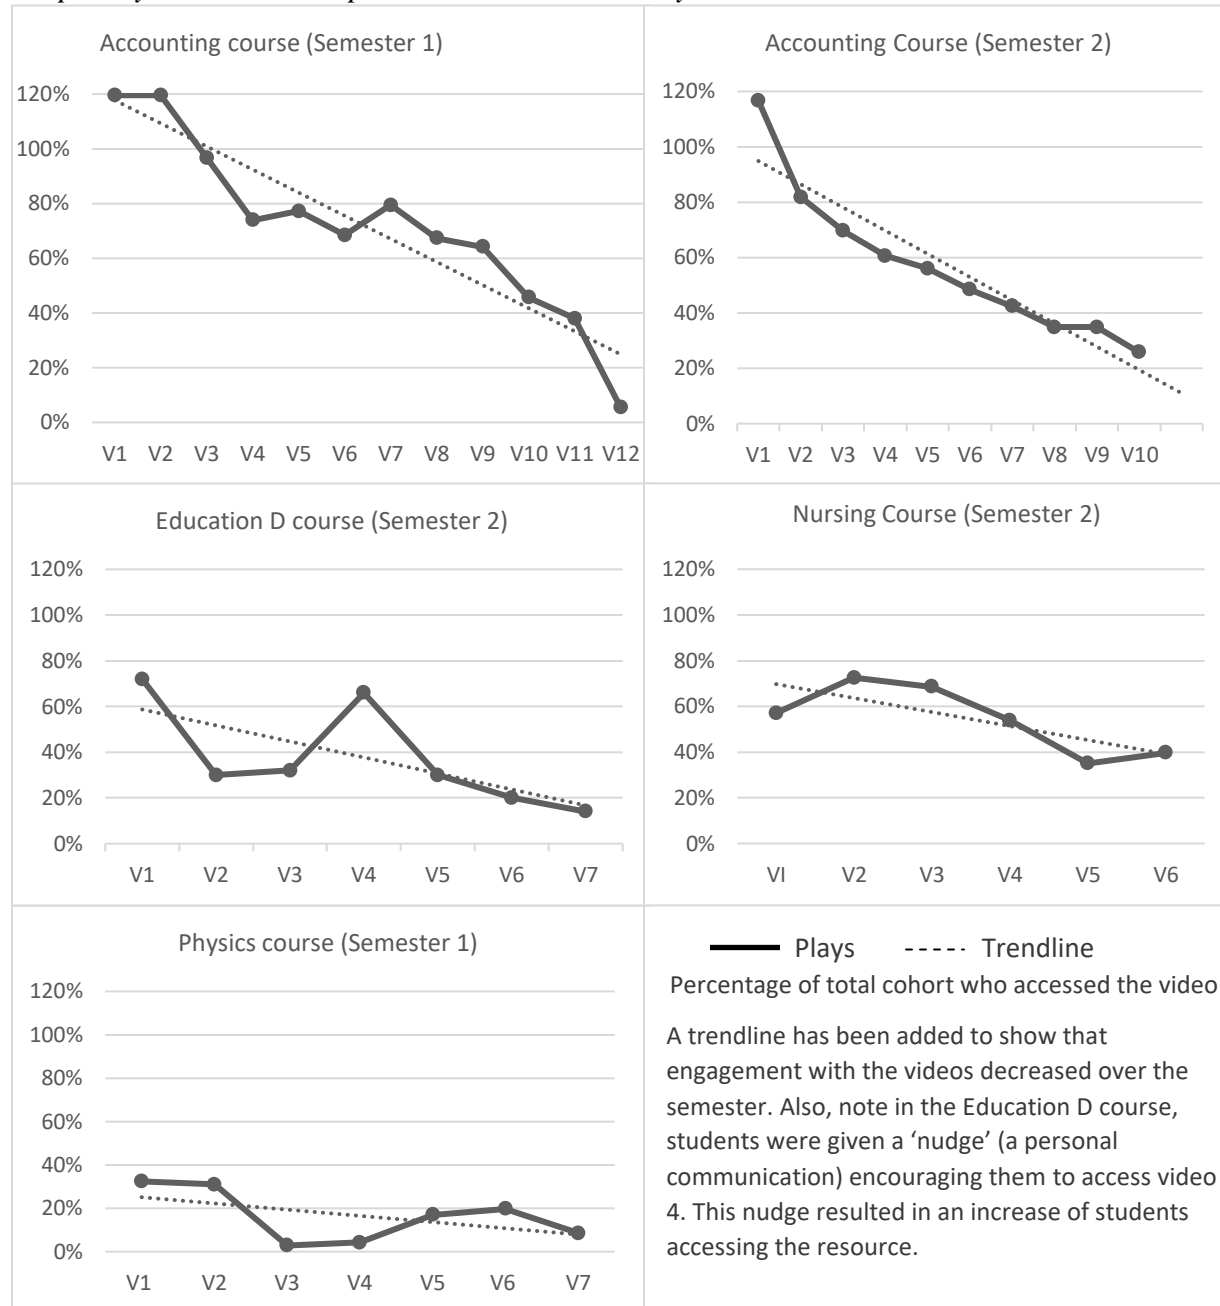 Accounting course (Semester 1)
120%
100%
80%
60%
40%
20%
0%
V1 V2 V3 V4 V5 V6 V7 V8 V9 V10 V11 V12
Accounting Course (Semester 2)
120%
100%
80%
60%
40%
20%
0%
V1 V2 V3 V4 V5 V6 V7 V8 V9 V10
Education D course (Semester 2)
120%
100%
80%
60%
40%
20%
0%
V1 V2 V3 V4 V5 V6 V7
Nursing Course (Semester 2)
120%
100%
80%
60%
40%
20%
0%
VI V2 V3 V4 V5 V6
Physics course (Semester 1)
120%
100%
80%
60%
40%
20%
0%
V1 V2 V3 V4 V5 V6 V7
Plays Trendline
Percentage of total cohort who accessed the video
A trendline has been added to show that
engagement with the videos decreased over the
semester. Also, note in the Education D course,
students were given a ‘nudge’ (a personal
communication) encouraging them to access video
4. This nudge resulted in an increase of students
accessing the resource.